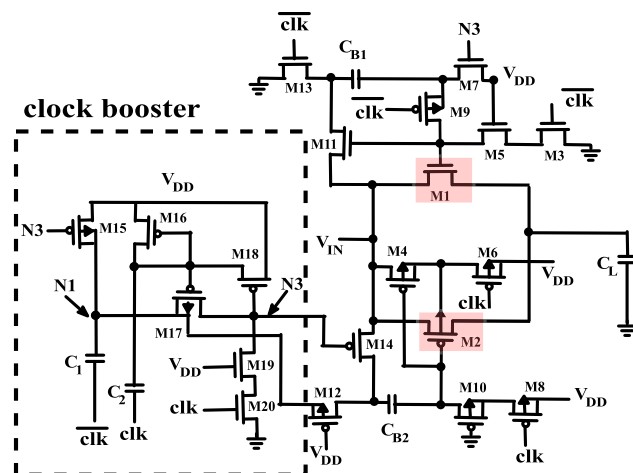 clk
C_B1
N3
M13
M7
V_DD
clk
clock booster
clk
M9
M11
M5
M3
V_DD
M1
N3
M15
M16
V_IN
M4
M6
C_L
M18
V_DD
N1
N3
clk
M17
M14
M2
C_1
V_DD
M19
C_2
M12
M10
M8
V_DD
clk
M20
C_B2
clk
clk
V_DD
clk